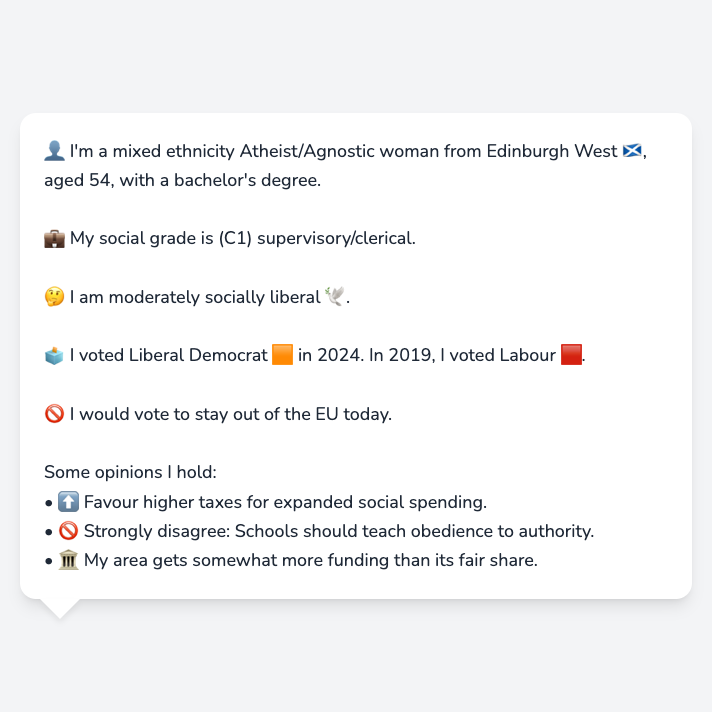 👤 I'm a mixed ethnicity Atheist/Agnostic woman from Edinburgh West 🏴󠁧󠁢󠁳󠁣󠁴󠁿,
aged 54, with a bachelor's degree.
💼 My social grade is (C1) supervisory/clerical.
🤔 I am moderately socially liberal 🕊️.
🗳️ I voted Liberal Democrat 🟧 in 2024. In 2019, I voted Labour 🟥.
🚫 I would vote to stay out of the EU today.
Some opinions I hold:
• ⬆️ Favour higher taxes for expanded social spending.
• 🚫 Strongly disagree: Schools should teach obedience to authority.
• 🏛️ My area gets somewhat more funding than its fair share.